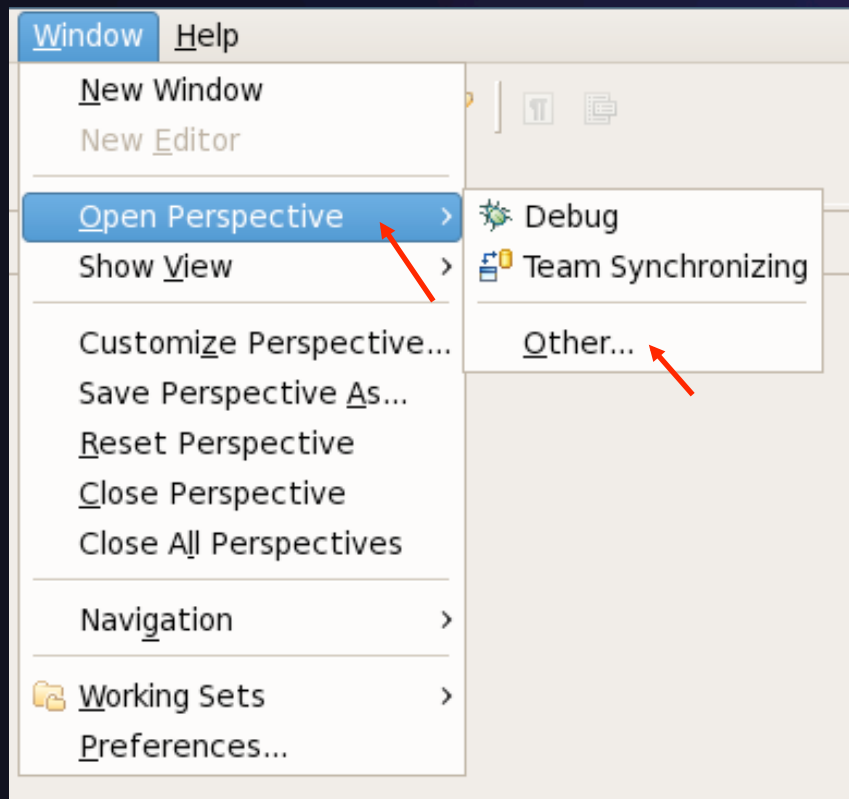 Window Help
New Window
New Editor
Open Perspective
Debug
Show View
Team Synchronizing
Customize Perspective...
Other...
Save Perspective As...
Reset Perspective
Close Perspective
Close All Perspectives
Navigation
Working Sets
Preferences...